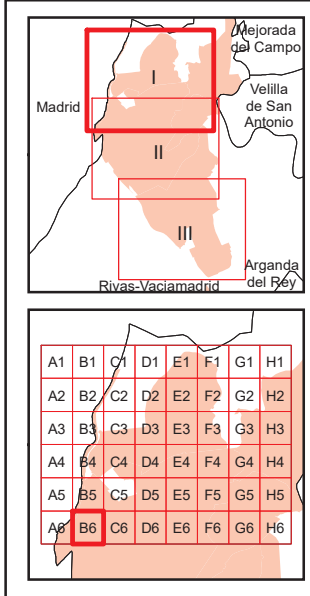 Mejorada
del Campo
I
Madrid
Velilla
de San
Antonio
II
III
Arganda
del Rey
Rivas-Vaciamadrid
A1 B1 C1 D1 E1 F1 G1 H1
A2 B2 C2 D2 E2 F2 G2 H2
A3 B3 C3 D3 E3 F3 G3 H3
A4 B4 C4 D4 E4 F4 G4 H4
A5 B5 C5 D5 E5 F5 G5 H5
A6 B6 C6 D6 E6 F6 G6 H6